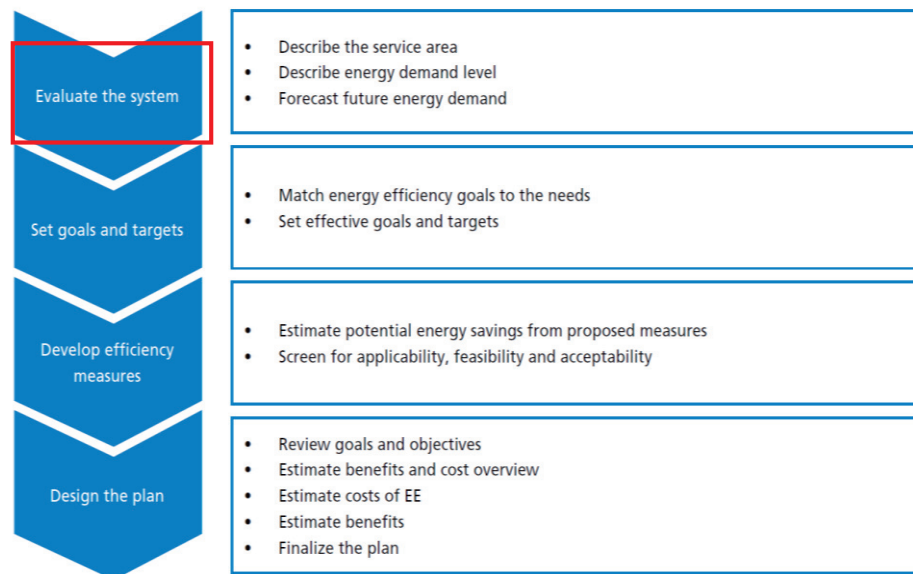 Evaluate the system
• Describe the service area
• Describe energy demand level
• Forecast future energy demand
Set goals and targets
• Match energy efficiency goals to the needs
• Set effective goals and targets
Develop efficiency
measures
• Estimate potential energy savings from proposed measures
• Screen for applicability, feasibility and acceptability
Design the plan
• Review goals and objectives
• Estimate benefits and cost overview
• Estimate costs of EE
• Estimate benefits
• Finalize the plan